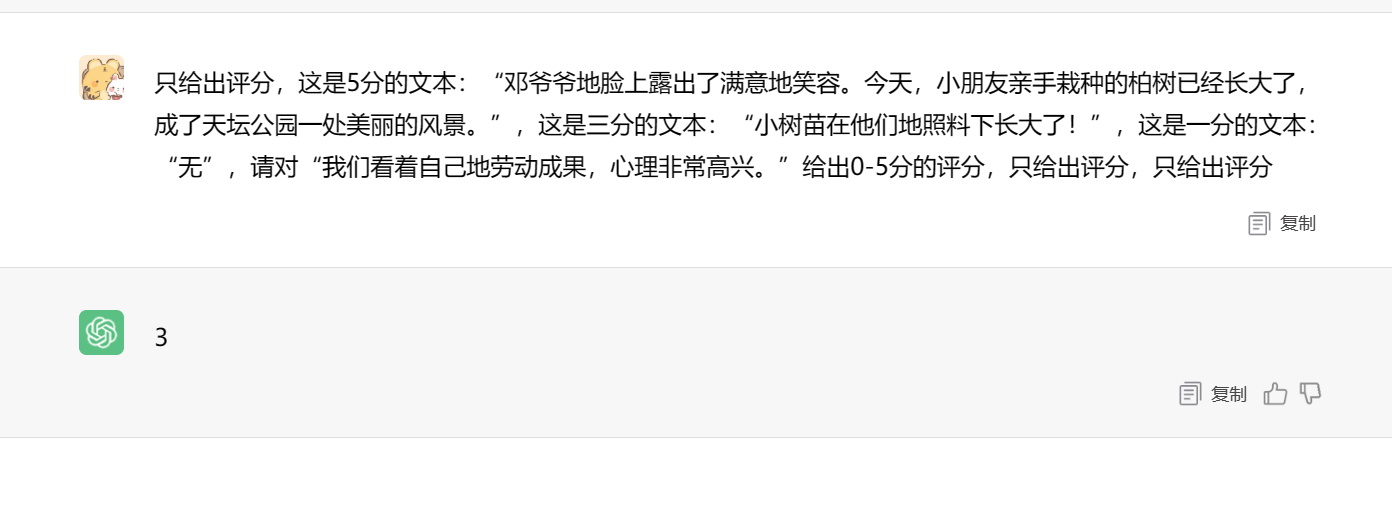 只给出评分，这是5分的文本：“邓爷爷地脸上露出了满意地笑容。今天，小朋友亲手栽种的柏树已经长大了，
成了天坛公园一处美丽的风景。”，这是三分的文本：“小树苗在他们地照料下长大了！”，这是一分的文本：
“无”，请对“我们看着自己地劳动成果，心理非常高兴。”给出0-5分的评分，只给出评分，只给出评分
复制
3
复制